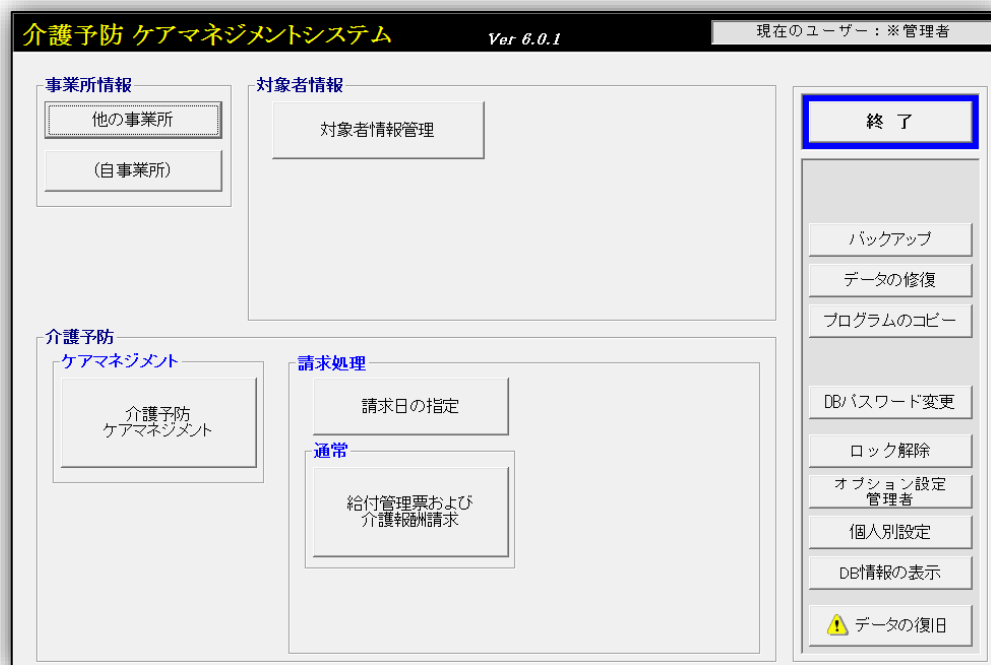 介護予防 ケアマネジメントシステム
Ver 6.0.1
現在のユーザー：※管理者
事業所情報
他の事業所
(自事業所)
対象者情報
対象者情報管理
終 了
バックアップ
データの修復
プログラムのコピー
DBパスワード変更
ロック解除
オプション設定
管理者
個人別設定
DB情報の表示
データの復旧
介護予防
ケアマネジメント
介護予防
ケアマネジメント
請求処理
請求日の指定
通常
給付管理票および
介護報酬請求